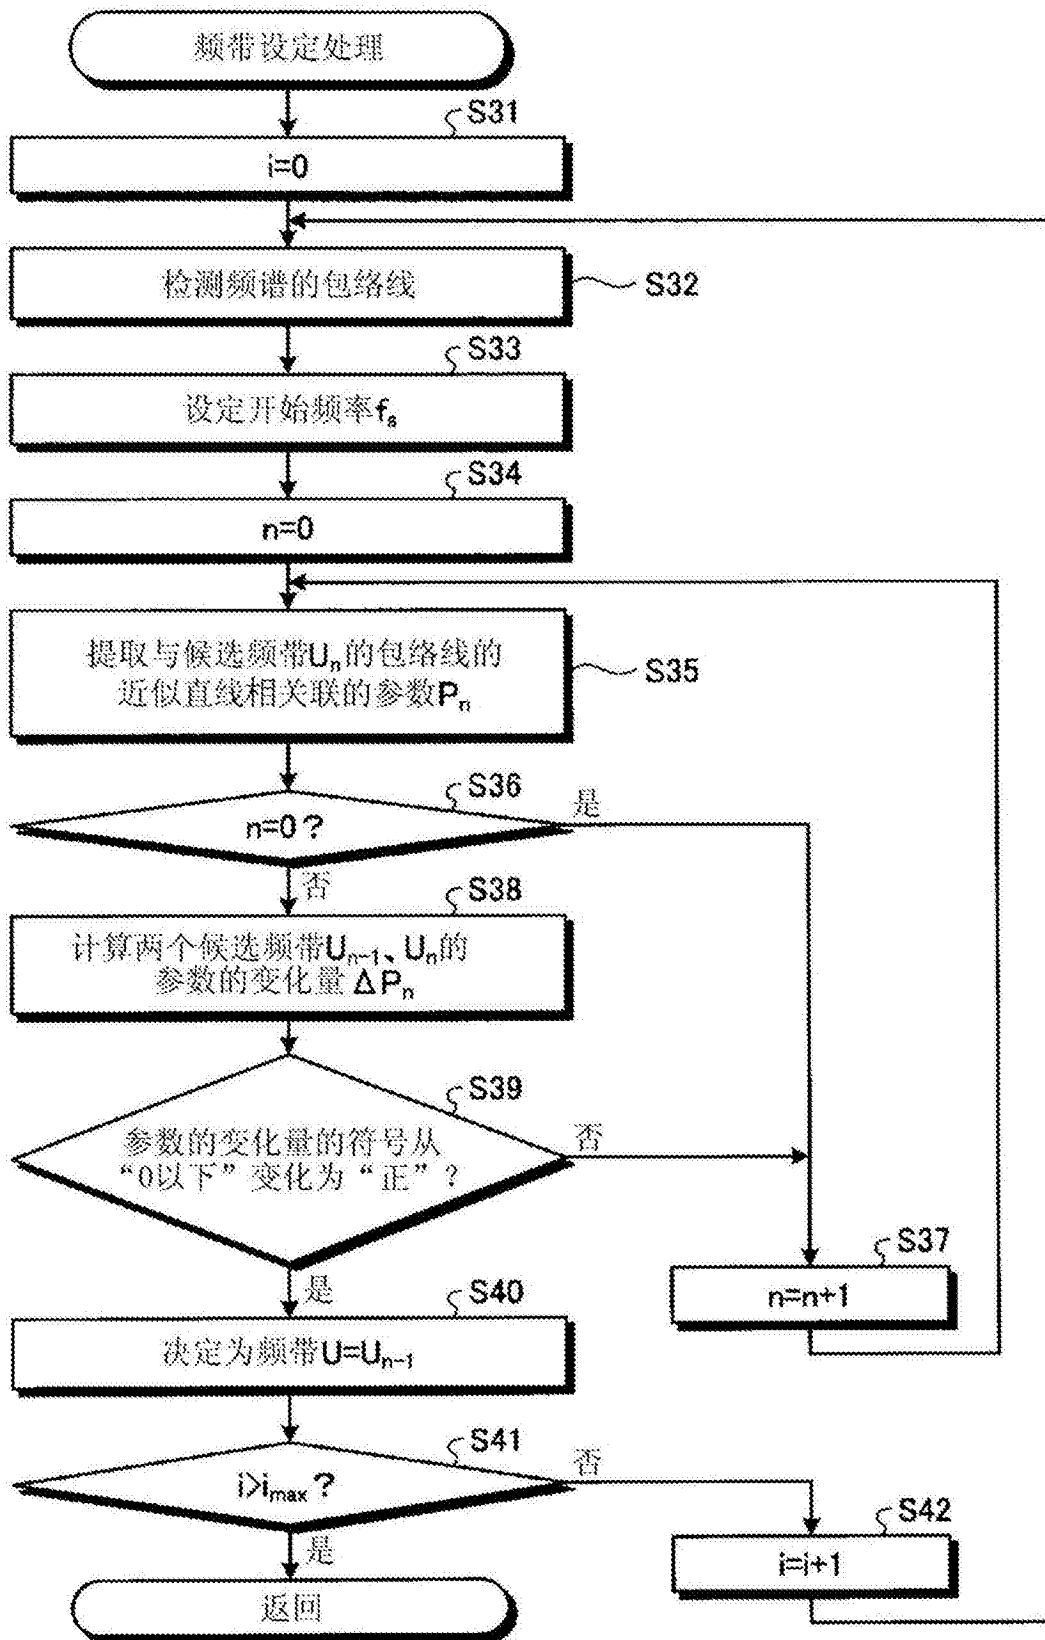 频带设定处理
S31
i=0
检测频谱的包络线
S32
S33
设定开始频率fs
S34
n=0
提取与候选频带Un的包络线的
近似直线相关联的参数Pn
S35
S36
n=0？
是
否
S38
计算两个候选频带Un-1、Un的
参数的变化量ΔPn
S39
参数的变化量的符号从
“0以下”变化为“正”？
否
是
S37
n=n+1
S40
决定为频带U=Un-1
S41
i>imax？
否
是
S42
i=i+1
返回